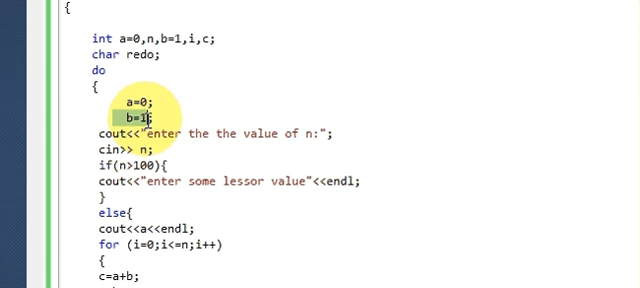 {
int a=0,n,b=1,i,c;
char redo;
do
{
a=0;
b=1;
cout<<"enter the the value of n:";
cin>> n;
if(n>100){
cout<<"enter some lessor value"<<endl;
}
else{
cout<<a<<endl;
for (i=0;i<=n;i++)
{
c=a+b;